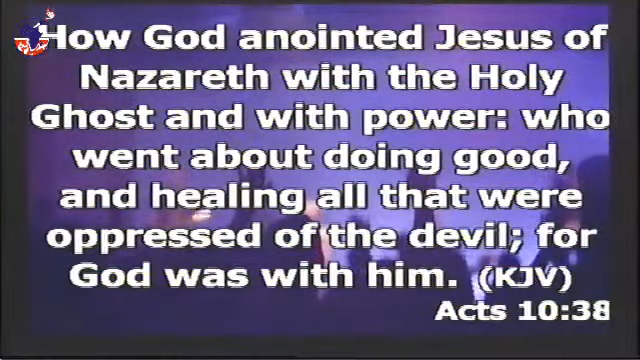 How God anointed Jesus of
Nazareth with the Holy
Ghost and with power: who
went about doing good,
and healing all that were
oppressed of the devil; for
God was with him. (KJV)
Acts 10:38